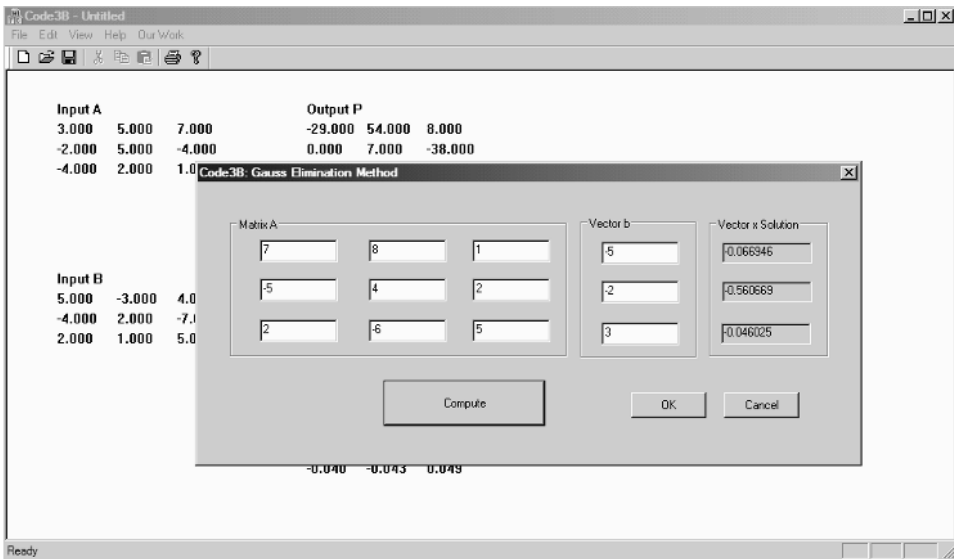 Code3B - Untitled
File Edit View Help Our Work
Input A
3.000 5.000 7.000
-2.000 5.000 -4.000
-4.000 2.000
Output P
-29.000 54.000 8.000
0.000 7.000 -38.000
Input B
5.000 -3.000
-4.000 2.000
2.000 1.000
Code3B: Gauss Elimination Method
Matrix A
7 8 1
-5 4 2
2 -6 5
Vector b
-5
-2
3
Vector x Solution
-0.066946
-0.560669
-0.046025
Compute
OK
Cancel
-0.040 -0.043 0.049
Ready